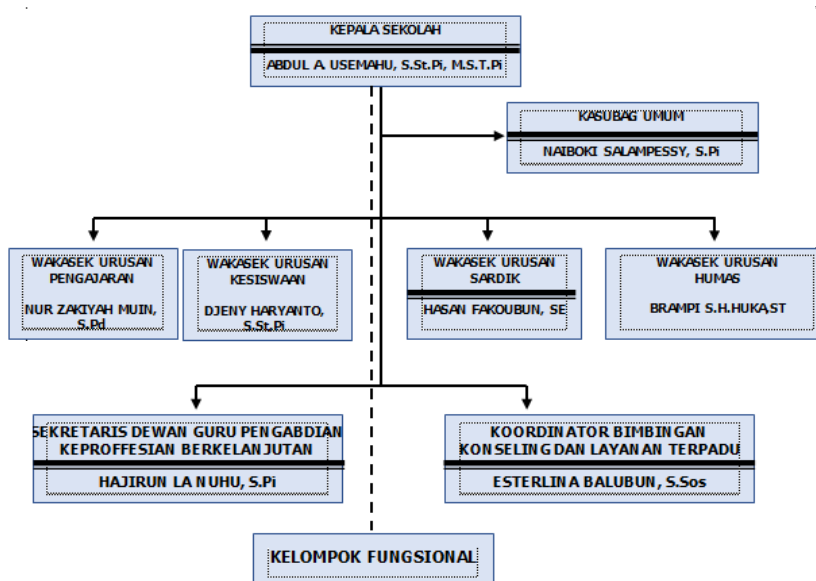 KEPALA SEKOLAH
ABDUL A. USEMAHU, S.St.Pi, M.S.T.Pi
KASUBAG UMUM
NAIBOKI SALAMPESSY, S.Pi
WAKASEK URUSAN
PENGAJARAN
NUR ZAKIYAH MUIN,
S.Pd
WAKASEK URUSAN
KESISWAAN
DJENY HARYANTO,
S.St.Pi
WAKASEK URUSAN
SARDIK
HASAN FAKOUBUN, SE
WAKASEK URUSAN
HUMAS
BRAMPI S.H.HUKA,ST
SEKRETARIS DEWAN GURU PENGABDIAN
KEPROFFESIAN BERKELANJUTAN
HAJIRUN LA NUHU, S.Pi
KOORDINATOR BIMBINGAN
KONSELING DAN LAYANAN TERPADU
ESTERLINA BALUBUN, S.Sos
KELOMPOK FUNGSIONAL